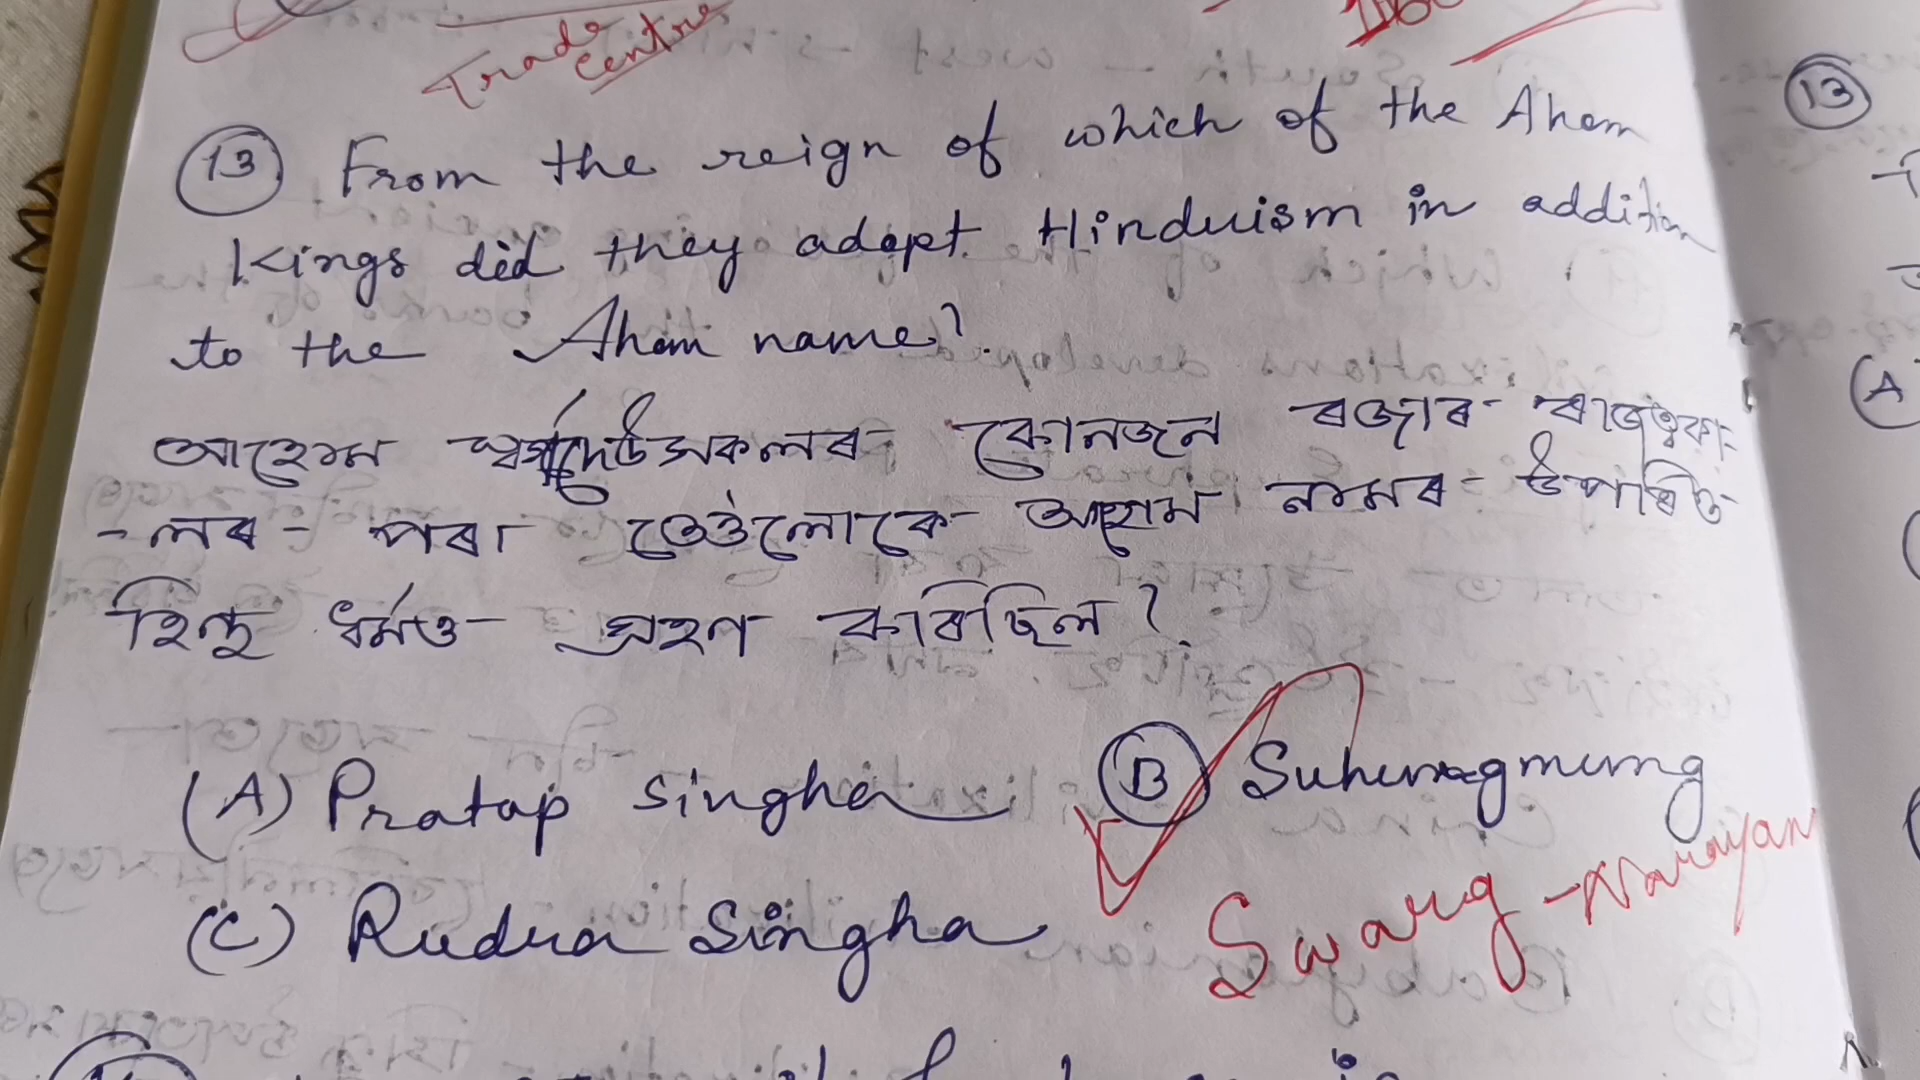 Trade
centre
13 From the reign of which of the Ahom
Kings did they adopt Hinduism in addition
to the Ahom name?
আহোম স্বৰ্গদেউসকলৰ কোনজন ৰজাৰ ৰাজত্বকা-
-লৰ পৰা তেওঁলোকে আহোম নামৰ উপৰিও
হিন্দু ধৰ্মও গ্ৰহণ কৰিছিল?
(A) Pratap Singha B Suhungmung
Swarg-Narayan
(C) Rudra Singha
13
A